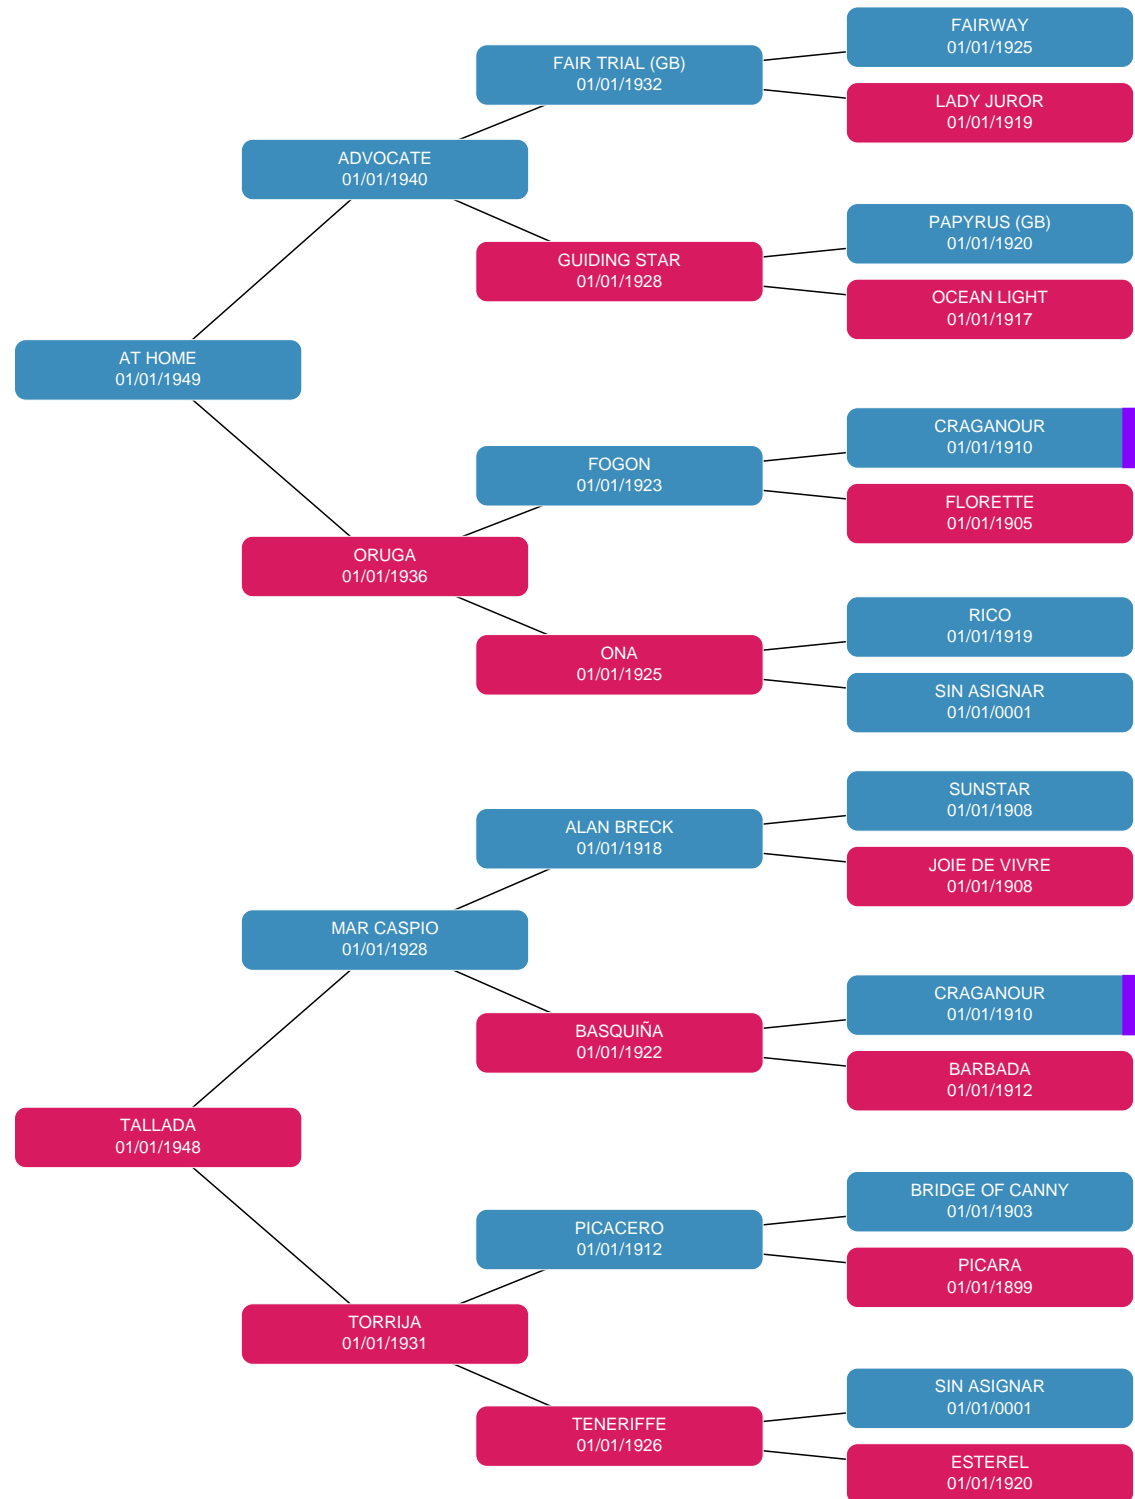 FAIRWAY
01/01/1925
FAIR TRIAL (GB)
01/01/1932
LADY JUROR
01/01/1919
ADVOCATE
01/01/1940
PAPYRUS (GB)
01/01/1920
GUIDING STAR
01/01/1928
OCEAN LIGHT
01/01/1917
AT HOME
01/01/1949
CRAGANOUR
01/01/1910
FOGON
01/01/1923
FLORETTE
01/01/1905
ORUGA
01/01/1936
RICO
01/01/1919
ONA
01/01/1925
SIN ASIGNAR
01/01/0001
SUNSTAR
01/01/1908
ALAN BRECK
01/01/1918
JOIE DE VIVRE
01/01/1908
MAR CASPIO
01/01/1928
CRAGANOUR
01/01/1910
BASQUIÑA
01/01/1922
BARBADA
01/01/1912
TALLADA
01/01/1948
BRIDGE OF CANNY
01/01/1903
PICACERO
01/01/1912
PICARA
01/01/1899
TORRIJA
01/01/1931
SIN ASIGNAR
01/01/0001
TENERIFFE
01/01/1926
ESTEREL
01/01/1920